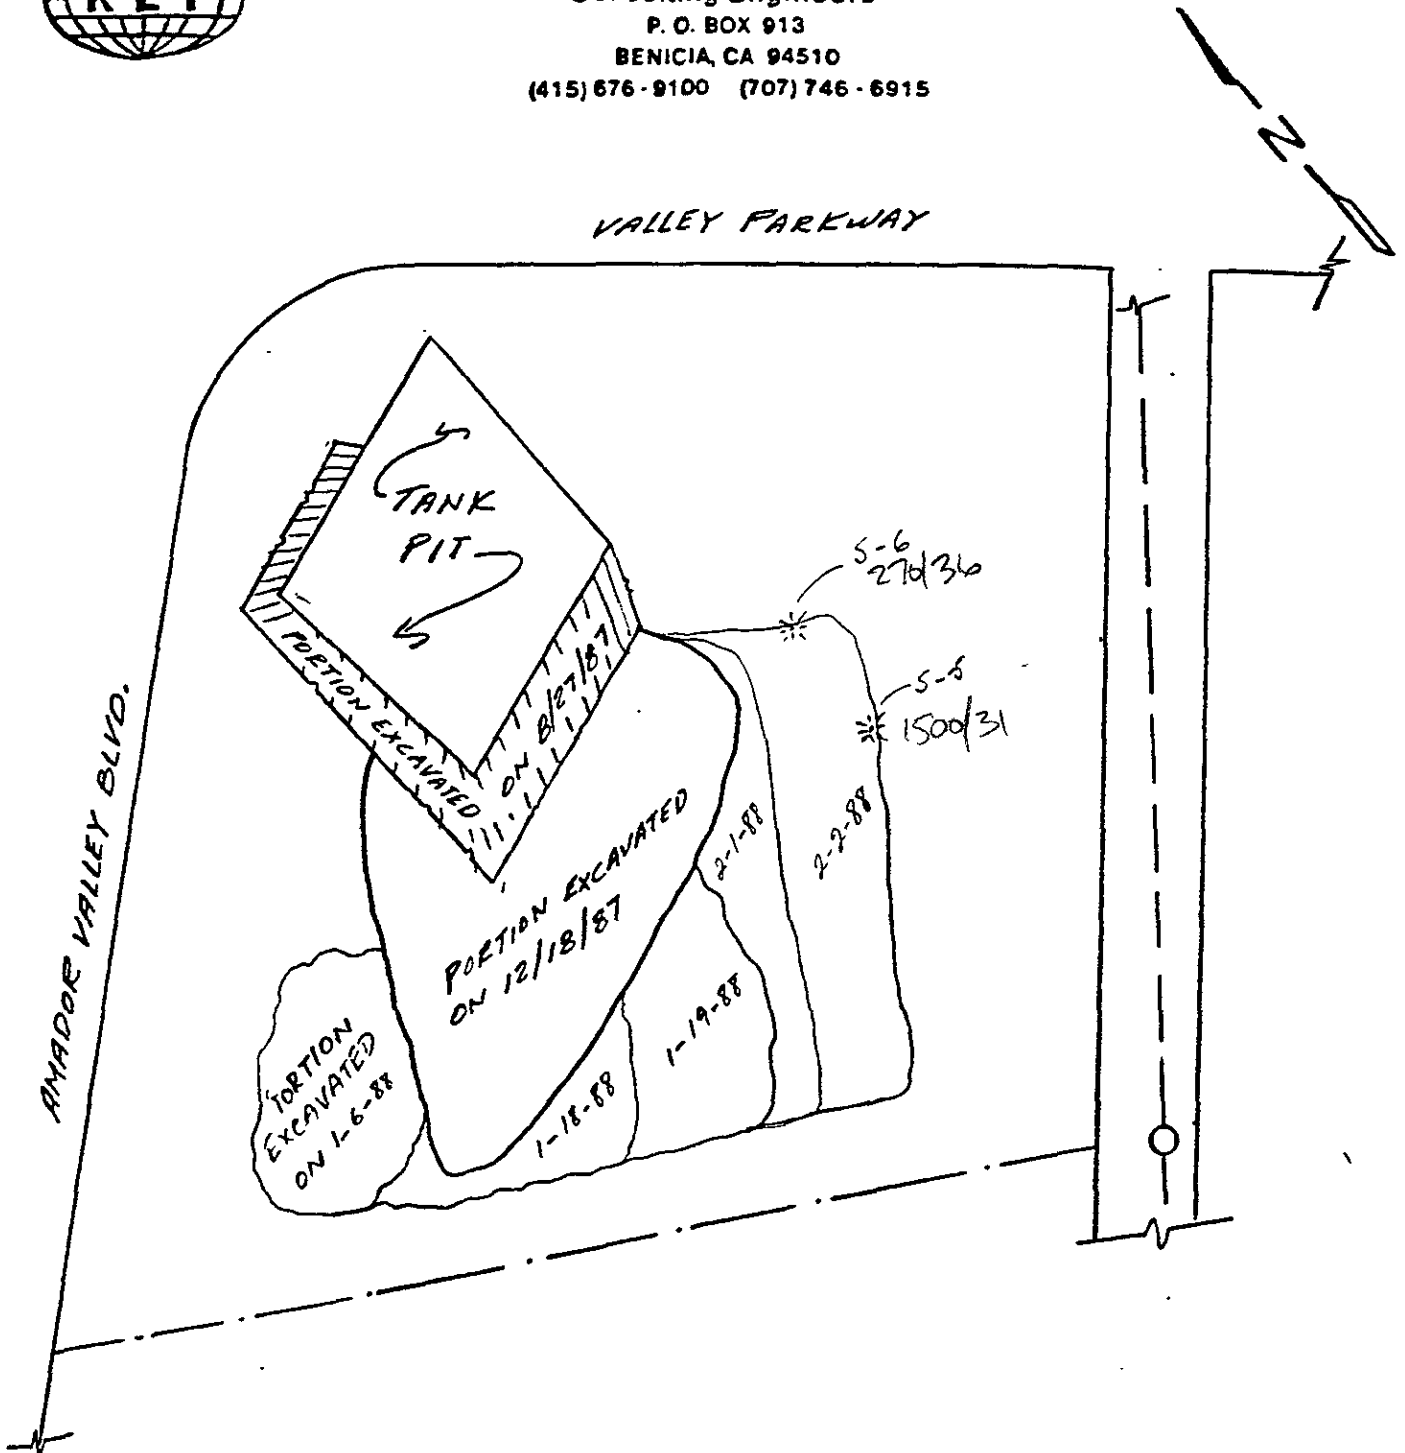 KEI
P. O. BOX 913
BENICIA, CA 94510
(415) 676-9100 (707) 746-6915
N
VALLEY PARKWAY
TANK
PIT
S-6
270/36
S-5
1500/31
PORTION EXCAVATED
ON 8/27/87
AMADOR VALLEY BLVD.
PORTION EXCAVATED
ON 12/18/87
2-1-88
2-2-88
1-19-88
1-18-88
PORTION
EXCAVATED
ON 1-6-88